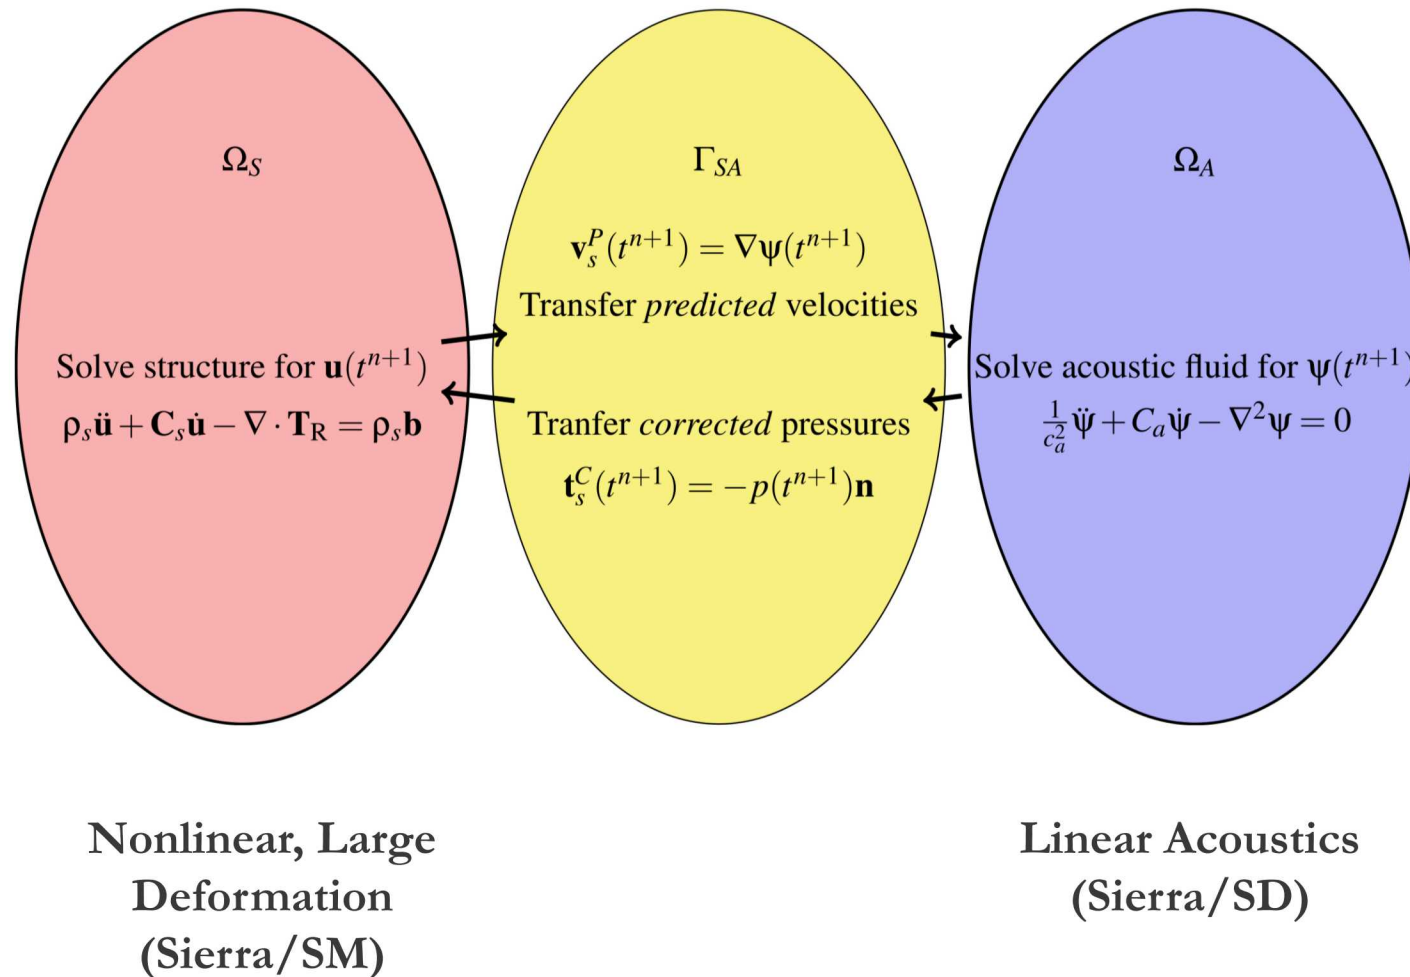 Ω_S
Solve structure for u(t^{n+1})
ρ_s ü + C_s u̇ − ∇ · T_R = ρ_s b
Γ_{SA}
v_s^P(t^{n+1}) = ∇ψ(t^{n+1})
Transfer predicted velocities
Tranfer corrected pressures
t_s^C(t^{n+1}) = −p(t^{n+1})n
Ω_A
Solve acoustic fluid for ψ(t^{n+1})
1/c_a^2 ψ̈ + C_a ψ̇ − ∇²ψ = 0
Nonlinear, Large
Deformation
(Sierra/SM)
Linear Acoustics
(Sierra/SD)